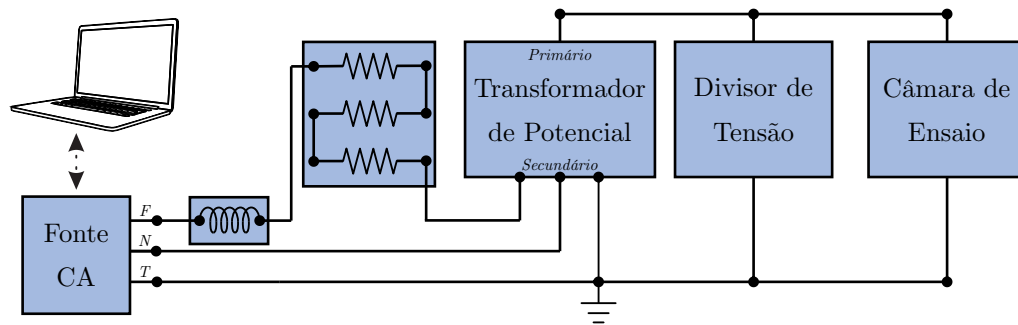 Primário
Transformador
de Potencial
Secundário
Divisor de
Tensão
Câmara de
Ensaio
Fonte
CA
F
N
T